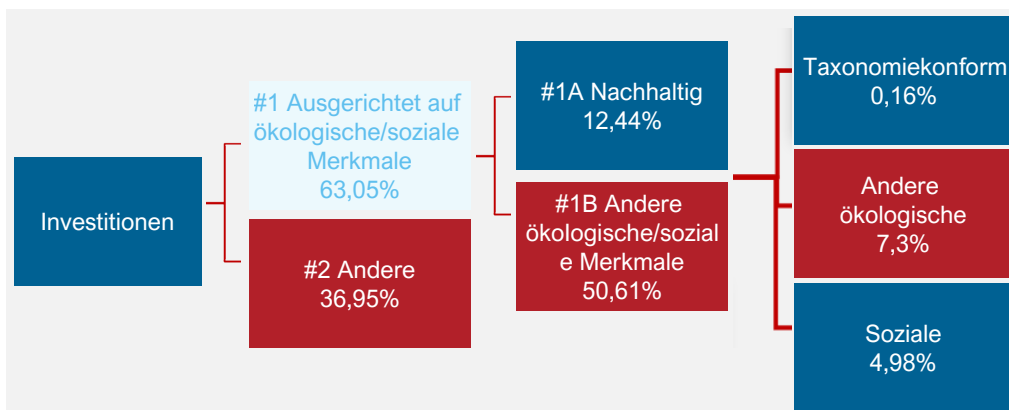 Investitionen
#1 Ausgerichtet auf
ökologische/soziale
Merkmale
63,05%
#2 Andere
36,95%
#1A Nachhaltig
12,44%
#1B Andere
ökologische/sozial
e Merkmale
50,61%
Taxonomiekonform
0,16%
Andere
ökologische
7,3%
Soziale
4,98%